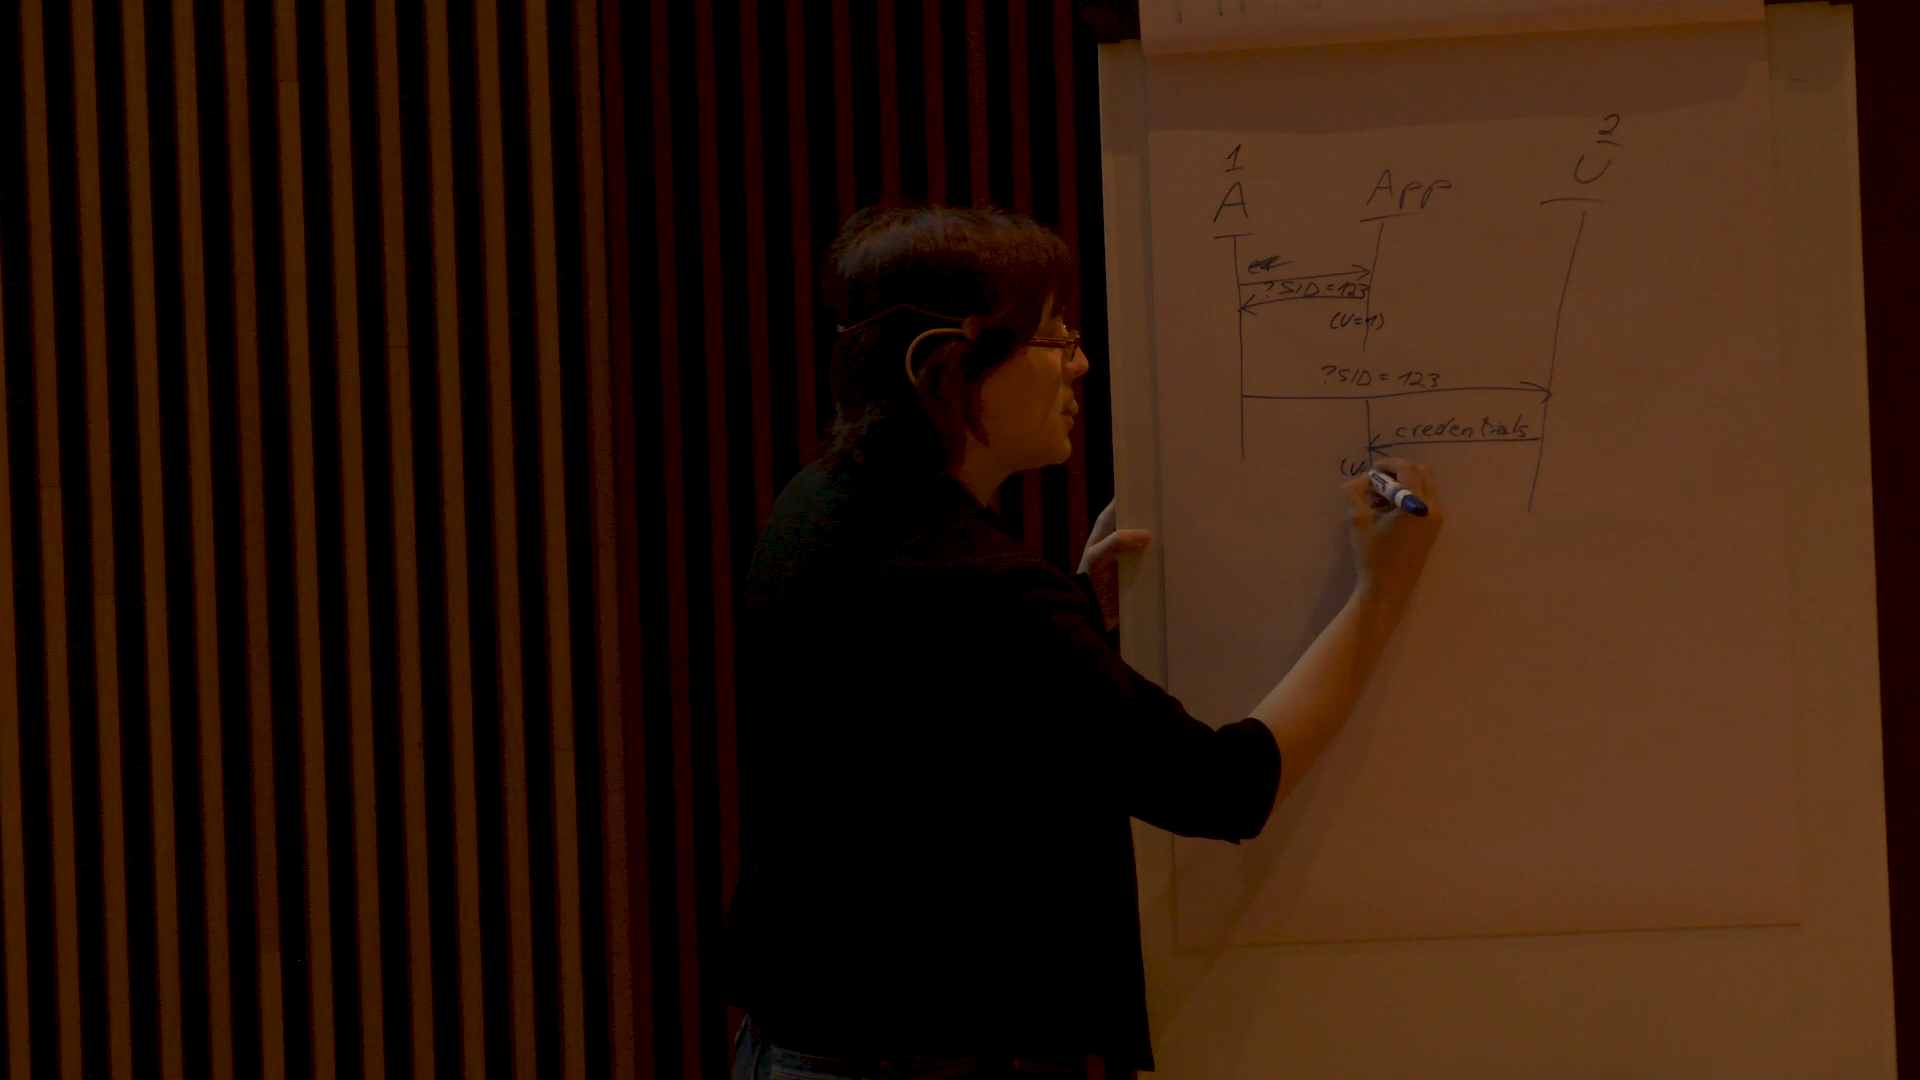 1
2
A
App
U
?SID=123
(U=1)
?SID = 123
credentials
(U